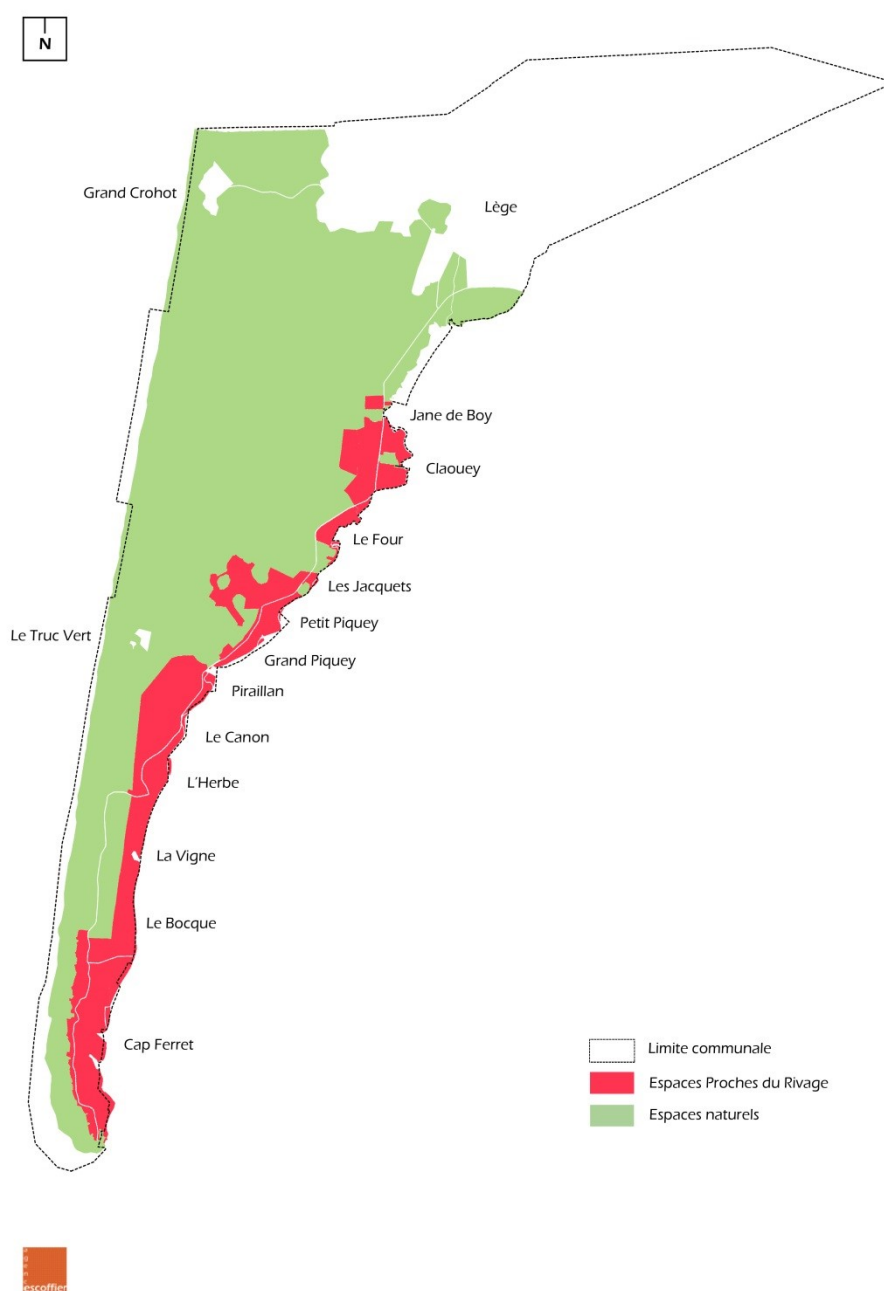 N
Grand Crohot
Lège
Jane de Boy
Claouey
Le Four
Les Jacquets
Petit Piquey
Le Truc Vert
Grand Piquey
Piraillan
Le Canon
L'Herbe
La Vigne
Le Bocque
Cap Ferret
Limite communale
Espaces Proches du Rivage
Espaces naturels
escoffier